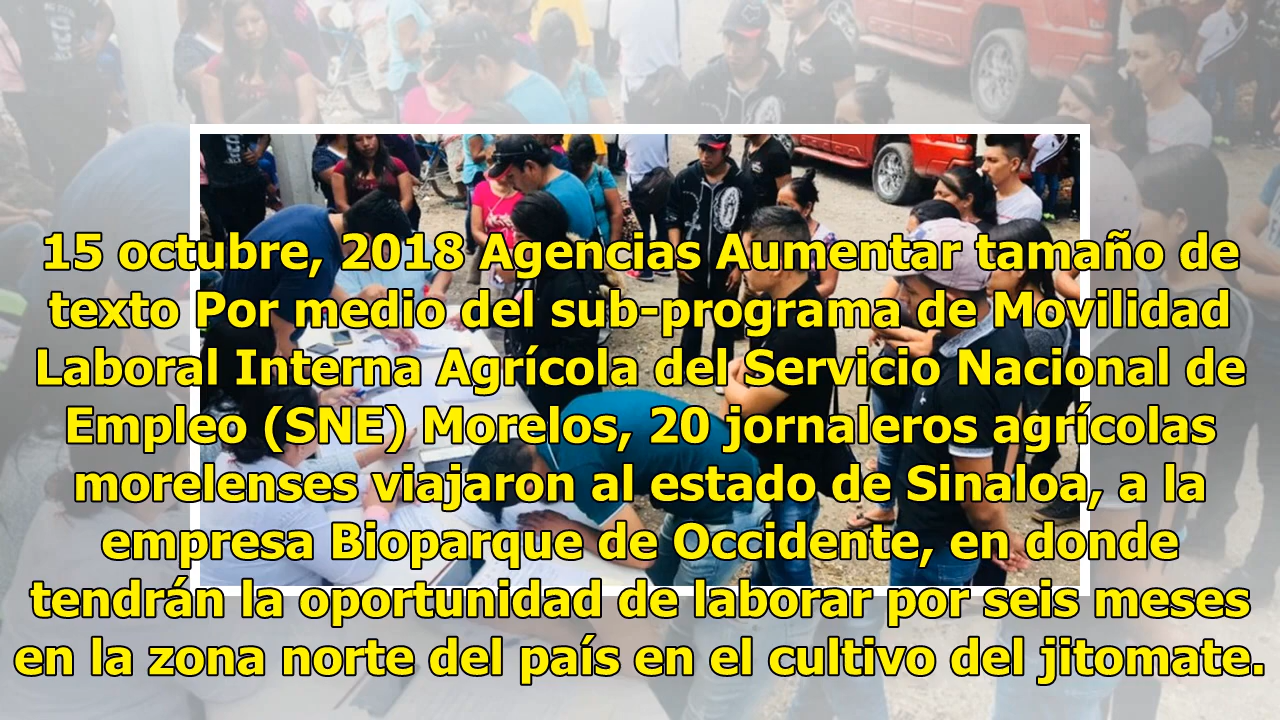 15 octubre, 2018 Agencias Aumentar tamaño de
texto Por medio del sub-programa de Movilidad
Laboral Interna Agrícola del Servicio Nacional de
Empleo (SNE) Morelos, 20 jornaleros agrícolas
morelenses viajaron al estado de Sinaloa, a la
empresa Bioparque de Occidente, en donde
tendrán la oportunidad de laborar por seis meses
en la zona norte del país en el cultivo del jitomate.